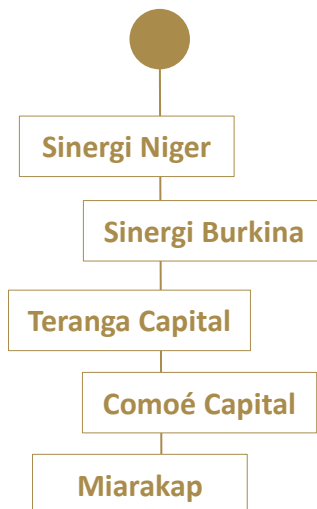 Sinergi Niger
Sinergi Burkina
Teranga Capital
Comoé Capital
Miarakap